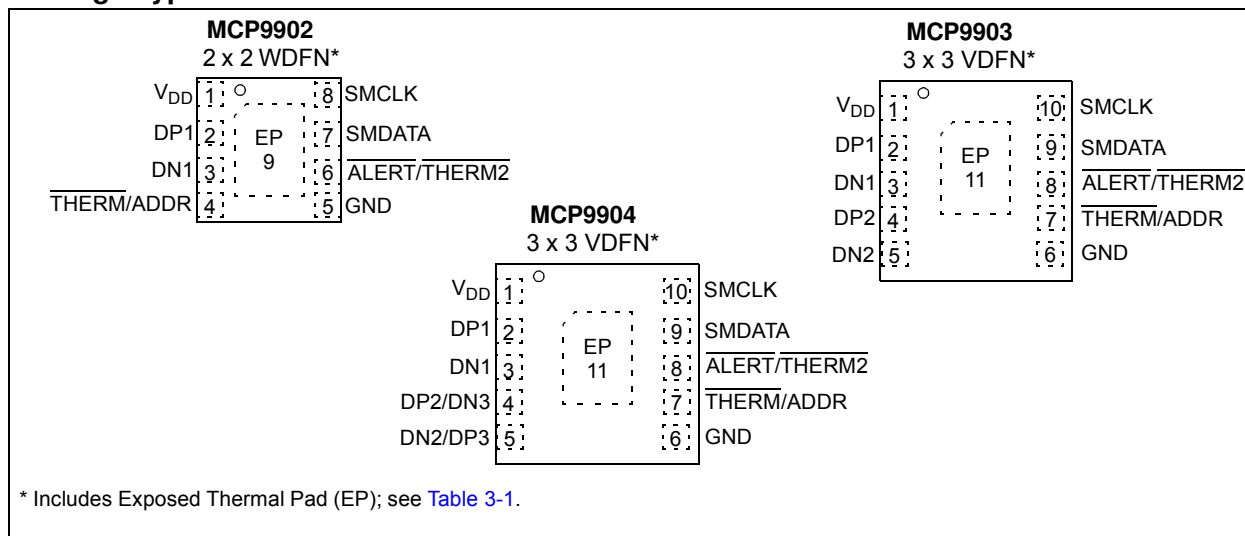 MCP9902
2 x 2 WDFN*
VDD 1 8 SMCLK
DP1 2 EP 7 SMDATA
DN1 3 9 6 ALERT/THERM2
THERM/ADDR 4 5 GND
MCP9903
3 x 3 VDFN*
VDD 1 10 SMCLK
DP1 2 EP 9 SMDATA
DN1 3 11 8 ALERT/THERM2
DP2 4 7 THERM/ADDR
DN2 5 6 GND
MCP9904
3 x 3 VDFN*
VDD 1 10 SMCLK
DP1 2 EP 9 SMDATA
DN1 3 11 8 ALERT/THERM2
DP2/DN3 4 7 THERM/ADDR
DN2/DP3 5 6 GND
* Includes Exposed Thermal Pad (EP); see Table 3-1.